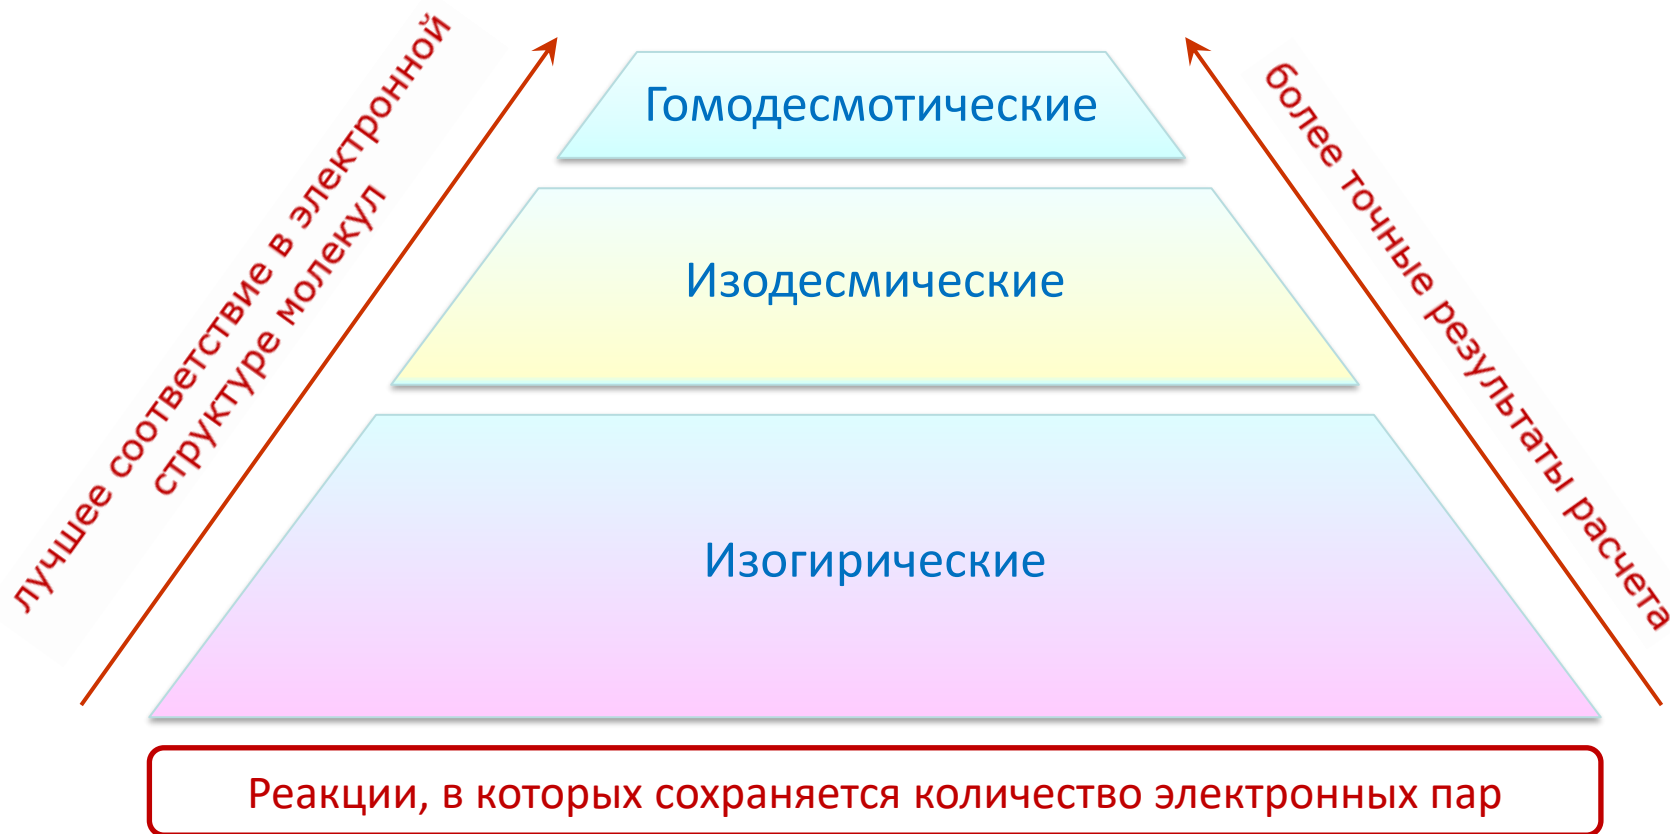 лучшее соответствие в электронной
структуре молекул
Гомодесмотические
более точные результаты расчета
Изодесмические
Изогирические
Реакции, в которых сохраняется количество электронных пар